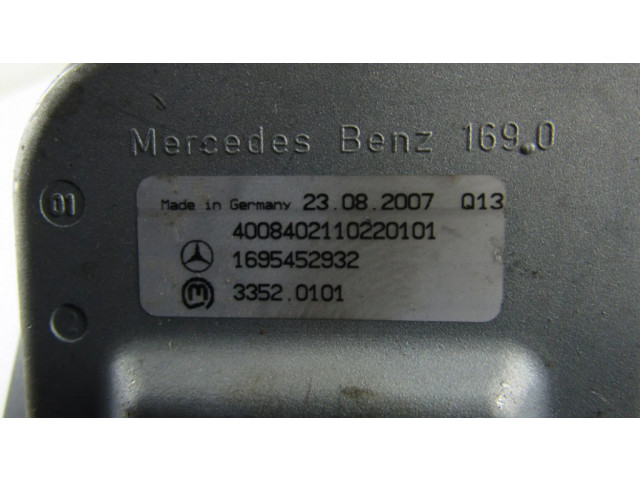 Mercedes Benz 169.0
01
Made in Germany 23.08.2007 Q13
4008402110220101
1695452932
3352.0101